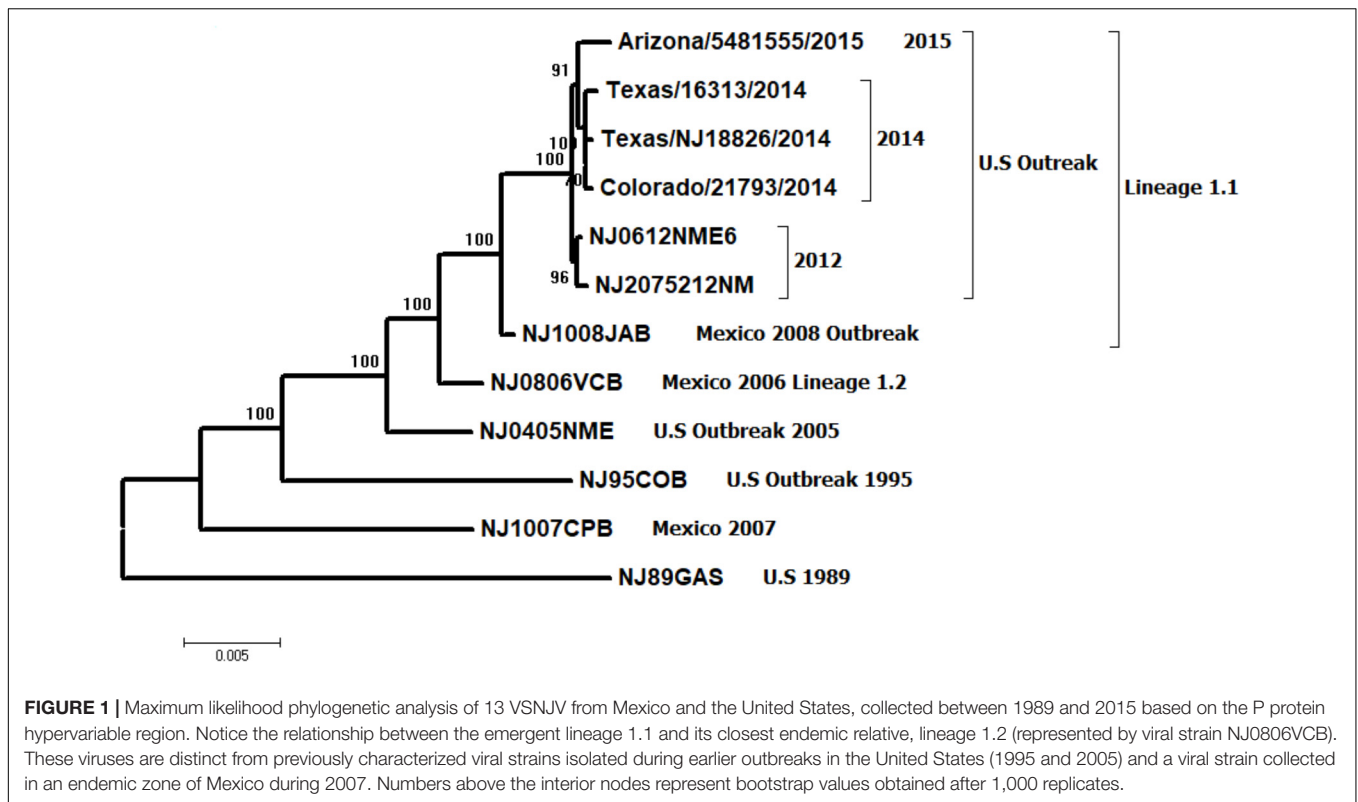 Arizona/5481555/2015 2015
91
Texas/16313/2014
Texas/NJ18826/2014 2014
10
100
U.S Outreak
70
Colorado/21793/2014
Lineage 1.1
NJ0612NME6
100
2012
96
NJ2075212NM
100
NJ1008JAB Mexico 2008 Outbreak
100
NJ0806VCB Mexico 2006 Lineage 1.2
100
NJ0405NME U.S Outbreak 2005
NJ95COB U.S Outbreak 1995
NJ1007CPB Mexico 2007
NJ89GAS U.S 1989
0.005
FIGURE 1 | Maximum likelihood phylogenetic analysis of 13 VSNJV from Mexico and the United States, collected between 1989 and 2015 based on the P protein
hypervariable region. Notice the relationship between the emergent lineage 1.1 and its closest endemic relative, lineage 1.2 (represented by viral strain NJ0806VCB).
These viruses are distinct from previously characterized viral strains isolated during earlier outbreaks in the United States (1995 and 2005) and a viral strain collected
in an endemic zone of Mexico during 2007. Numbers above the interior nodes represent bootstrap values obtained after 1,000 replicates.